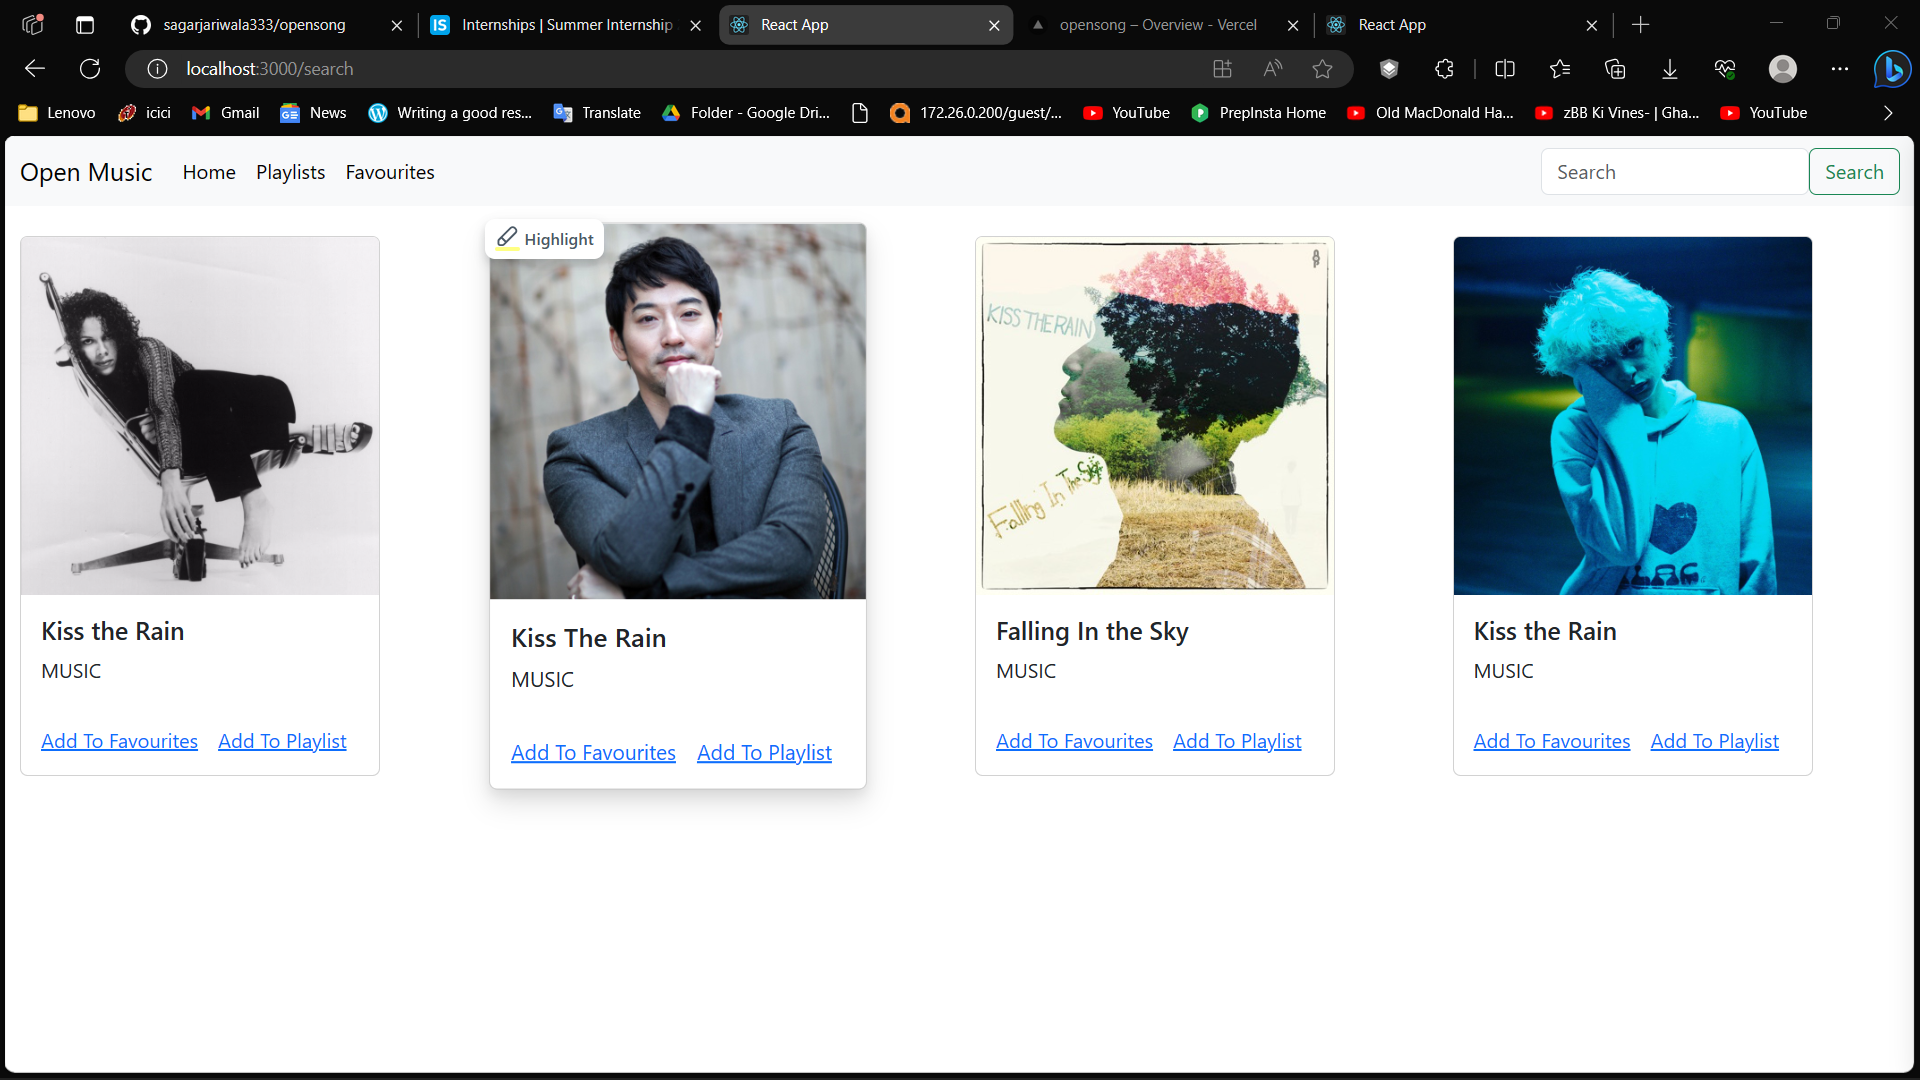 sagarjariwala333/opensong
Internships | Summer Internship
React App
opensong – Overview - Vercel
React App
localhost:3000/search
Lenovo
icici
Gmail
News
Writing a good res...
Translate
Folder - Google Dri...
172.26.0.200/guest/...
YouTube
PrepInsta Home
Old MacDonald Ha...
zBB Ki Vines- | Gha...
YouTube
Open Music
Home
Playlists
Favourites
Search
Search
Highlight
KISS THE RAIN
Falling In The Sky
Kiss the Rain
MUSIC
Add To Favourites
Add To Playlist
Kiss The Rain
MUSIC
Add To Favourites
Add To Playlist
Falling In the Sky
MUSIC
Add To Favourites
Add To Playlist
Kiss the Rain
MUSIC
Add To Favourites
Add To Playlist